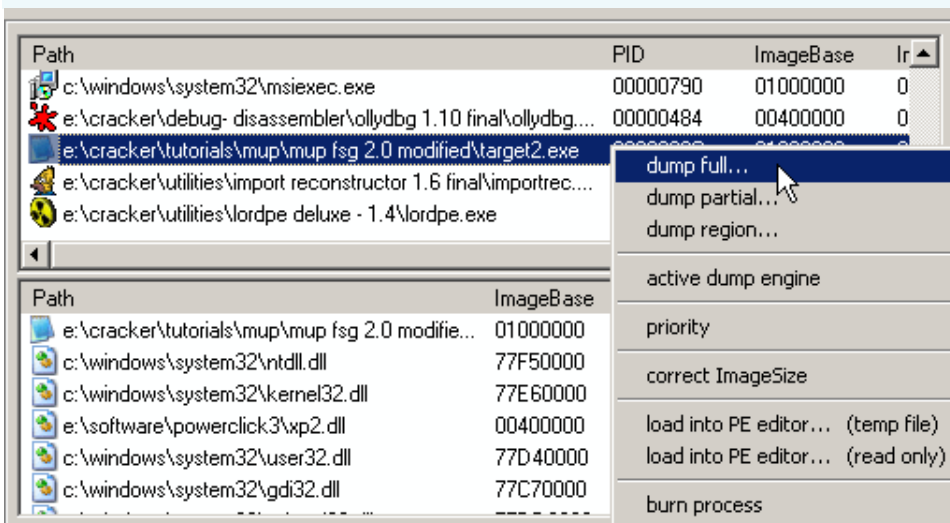 Path PID ImageBase
c:\windows\system32\msiexec.exe 00000790 01000000 0
e:\cracker\debug- disassembler\ollydbg 1.10 final\ollydbg.... 00000484 00400000 0
e:\cracker\tutorials\mup\mup fsg 2.0 modified\target2.exe
e:\cracker\utilities\import reconstructor 1.6 final\importrec....
e:\cracker\utilities\lordpe deluxe - 1.4\lordpe.exe
dump full...
dump partial...
dump region...
active dump engine
priority
correct ImageSize
load into PE editor... (temp file)
load into PE editor... (read only)
burn process
Path ImageBase
e:\cracker\tutorials\mup\mup fsg 2.0 modifie... 01000000
c:\windows\system32\ntdll.dll 77F50000
c:\windows\system32\kernel32.dll 77E60000
e:\software\powerclick3\xp2.dll 00400000
c:\windows\system32\user32.dll 77D40000
c:\windows\system32\gdi32.dll 77C70000